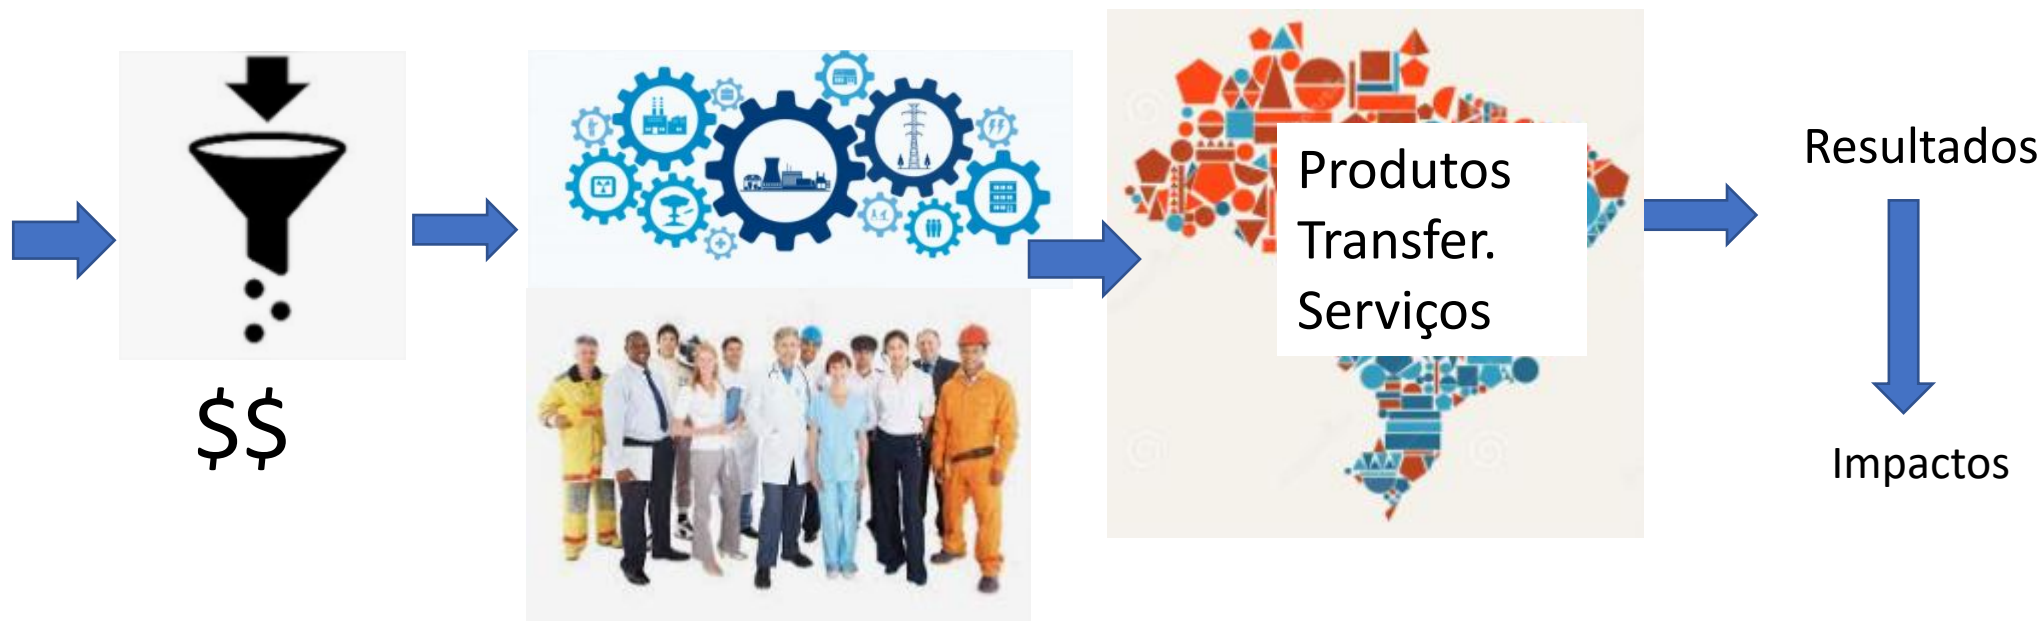 $$
Produtos
Transfer.
Serviços
Resultados
Impactos